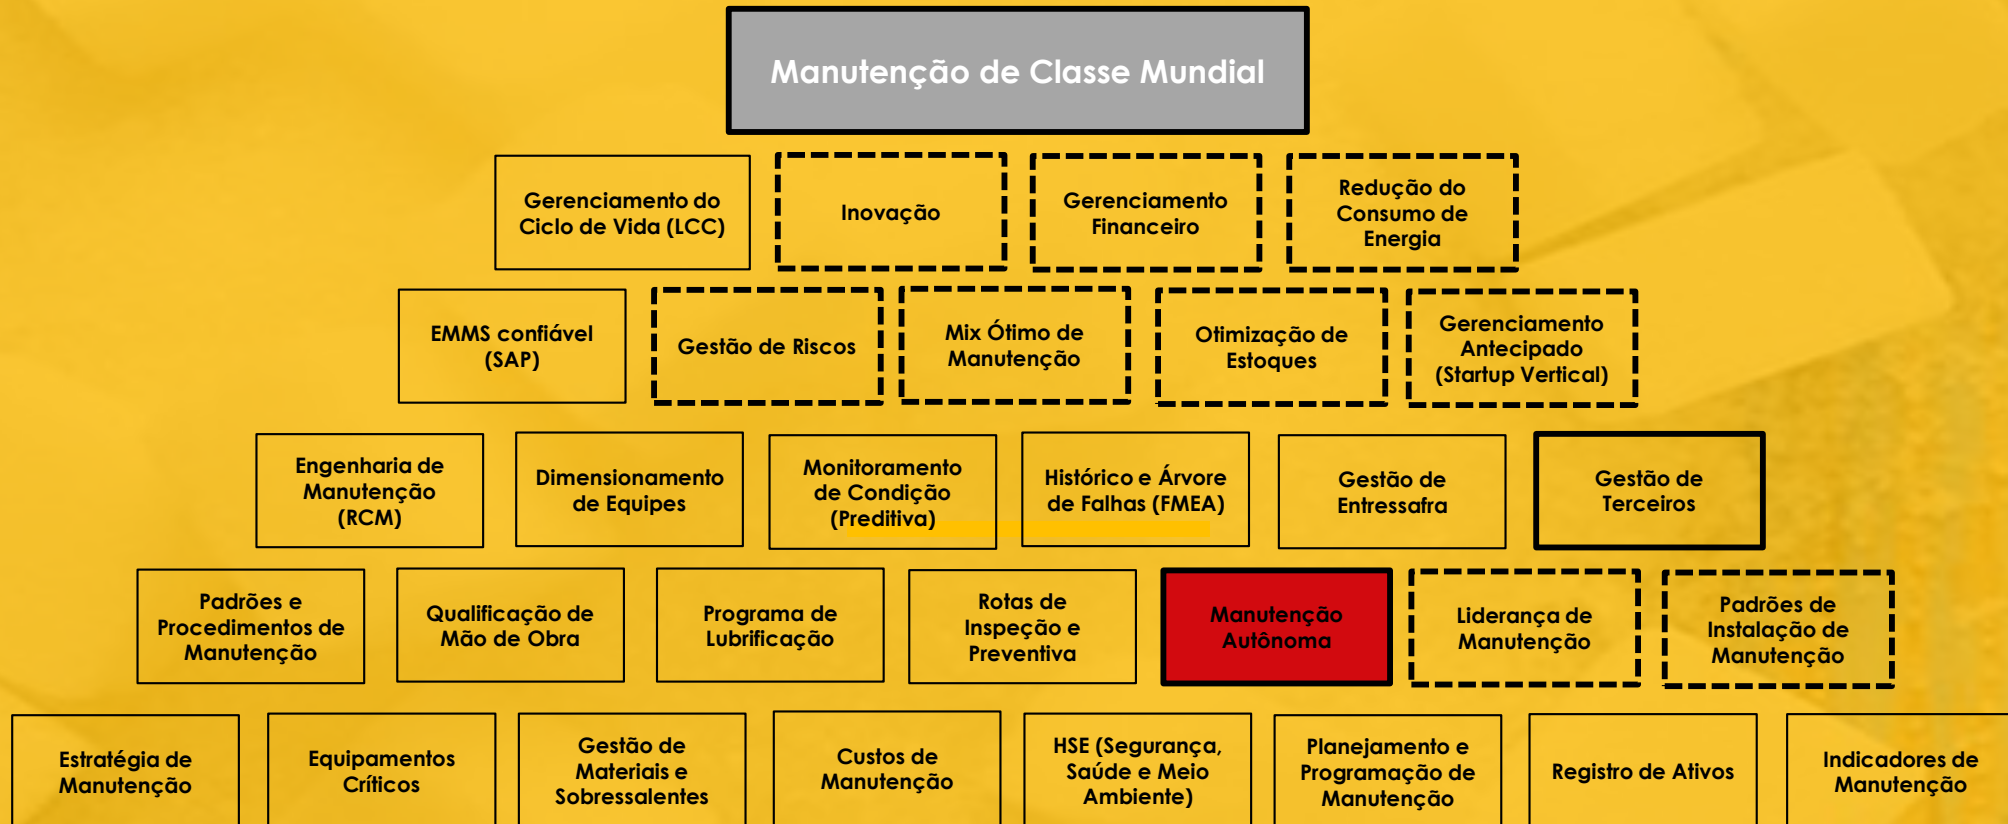 Manutenção de Classe Mundial
Gerenciamento do
Ciclo de Vida (LCC)
Inovação
Gerenciamento
Financeiro
Redução do
Consumo de
Energia
EMMS confiável
(SAP)
Gestão de Riscos
Mix Ótimo de
Manutenção
Otimização de
Estoques
Gerenciamento
Antecipado
(Startup Vertical)
Engenharia de
Manutenção
(RCM)
Dimensionamento
de Equipes
Monitoramento
de Condição
(Preditiva)
Histórico e Árvore
de Falhas (FMEA)
Gestão de
Entressafra
Gestão de
Terceiros
Padrões e
Procedimentos de
Manutenção
Qualificação de
Mão de Obra
Programa de
Lubrificação
Rotas de
Inspeção e
Preventiva
Manutenção
Autônoma
Liderança de
Manutenção
Padrões de
Instalação de
Manutenção
Estratégia de
Manutenção
Equipamentos
Críticos
Gestão de
Materiais e
Sobressalentes
Custos de
Manutenção
HSE (Segurança,
Saúde e Meio
Ambiente)
Planejamento e
Programação de
Manutenção
Registro de Ativos
Indicadores de
Manutenção